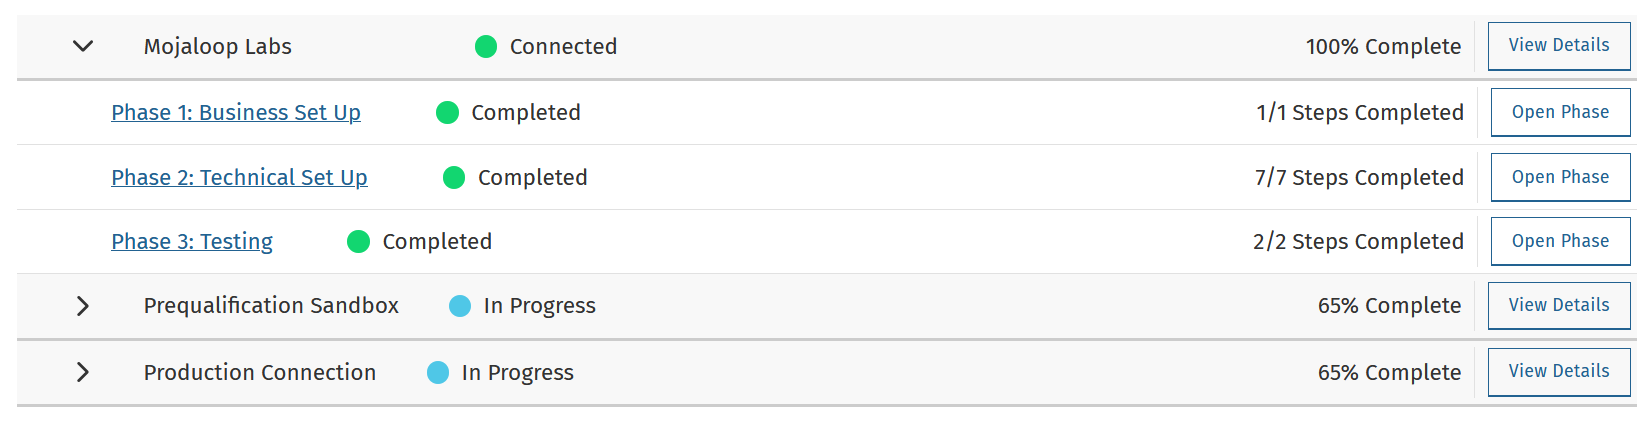 Mojaloop Labs Connected 100% Complete View Details
Phase 1: Business Set Up Completed 1/1 Steps Completed Open Phase
Phase 2: Technical Set Up Completed 7/7 Steps Completed Open Phase
Phase 3: Testing Completed 2/2 Steps Completed Open Phase
Prequalification Sandbox In Progress 65% Complete View Details
Production Connection In Progress 65% Complete View Details